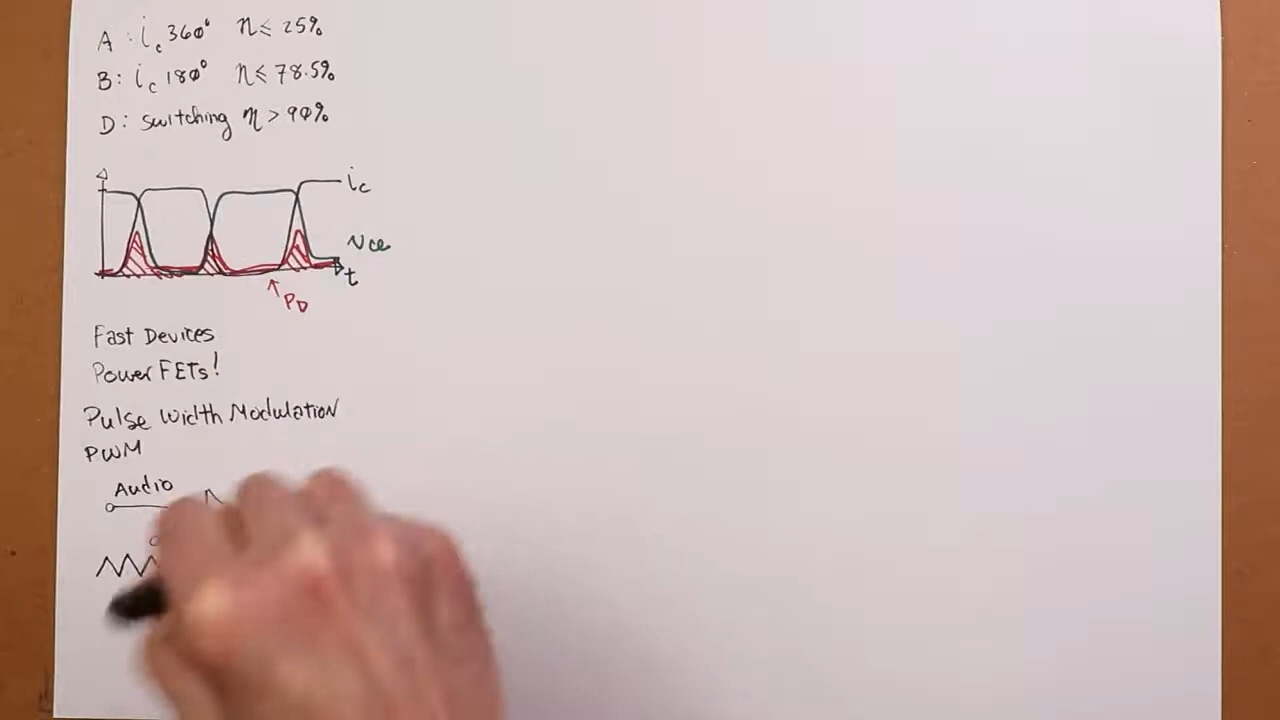 A : ic 360° η ≤ 25%
B : ic 180° η ≤ 78.5%
D : switching η > 90%
ic
Vce
t
PD
Fast Devices
Power FETs!
Pulse Width Modulation
PWM
Audio